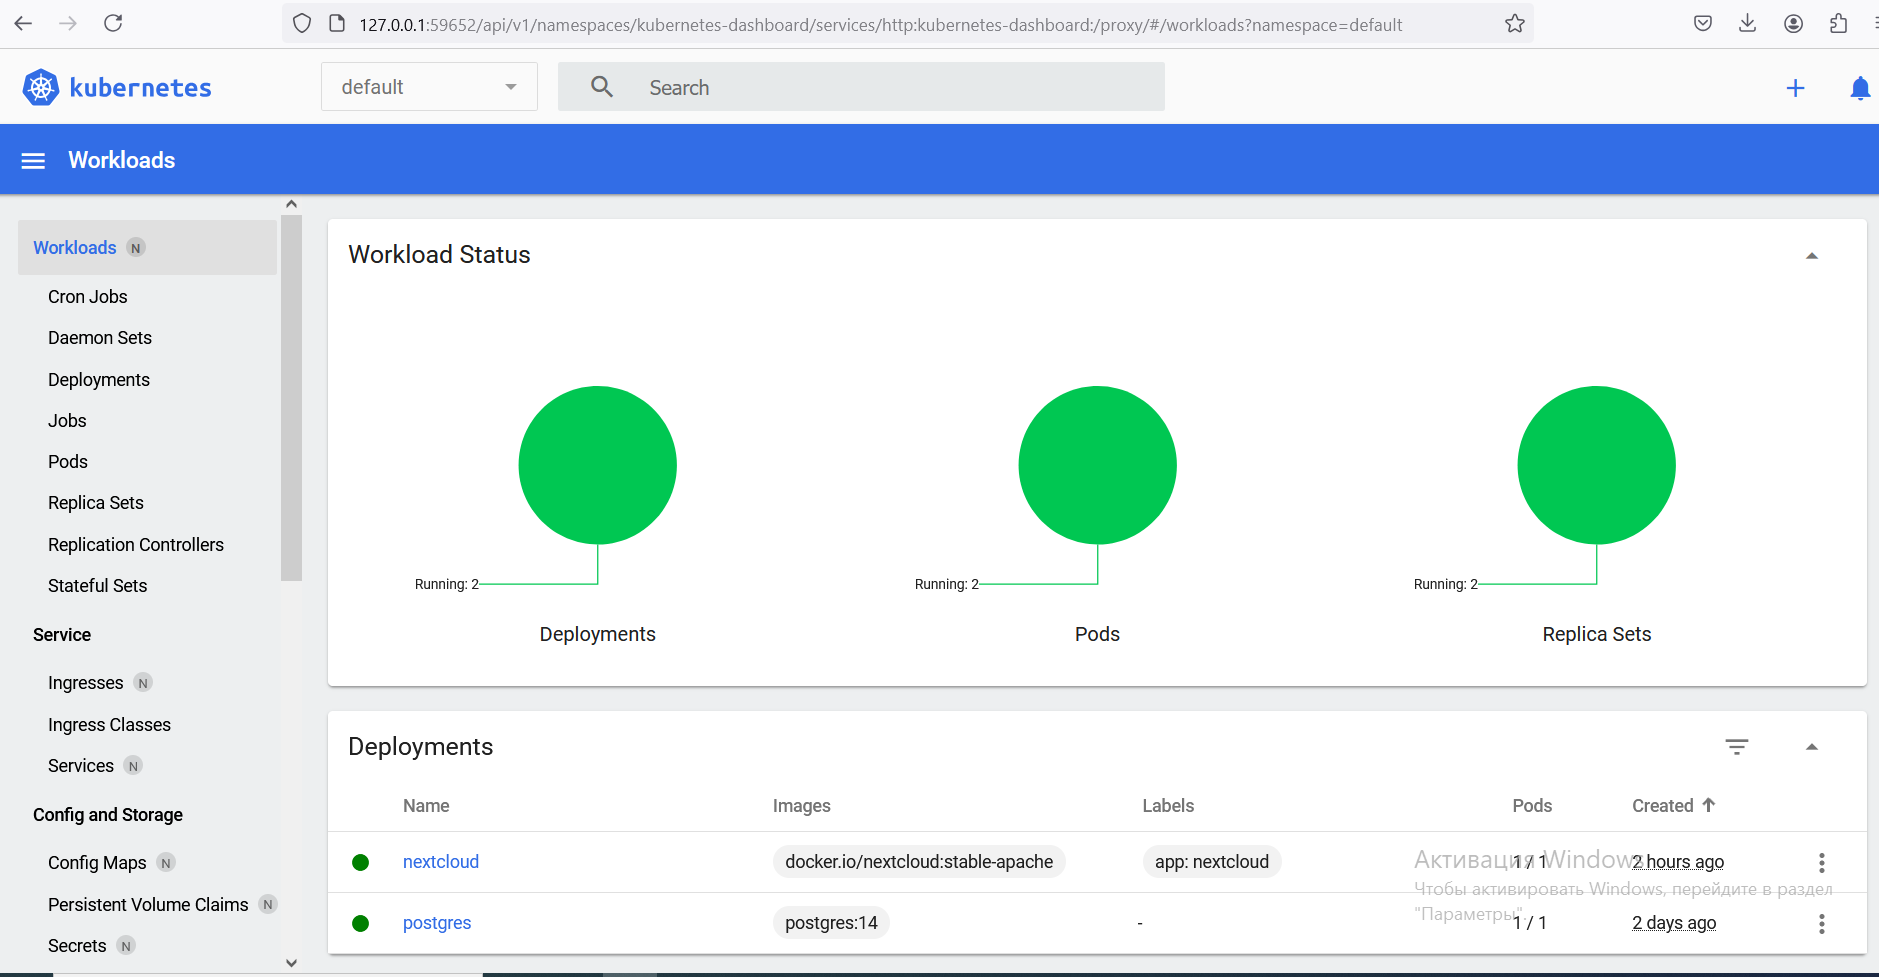 127.0.0.1:59652/api/v1/namespaces/kubernetes-dashboard/services/http:kubernetes-dashboard:/proxy/#/workloads?namespace=default
kubernetes
default
Search
Workloads
Workloads N
Cron Jobs
Daemon Sets
Deployments
Jobs
Pods
Replica Sets
Replication Controllers
Stateful Sets
Service
Ingresses N
Ingress Classes
Services N
Config and Storage
Config Maps N
Persistent Volume Claims N
Secrets N
Workload Status
Running: 2
Deployments
Running: 2
Pods
Running: 2
Replica Sets
Deployments
Name Images Labels Pods Created
nextcloud docker.io/nextcloud:stable-apache app: nextcloud 1 / 1 2 hours ago
postgres postgres:14 - 1 / 1 2 days ago
Активация Windows
Чтобы активировать Windows, перейдите в раздел
"Параметры".